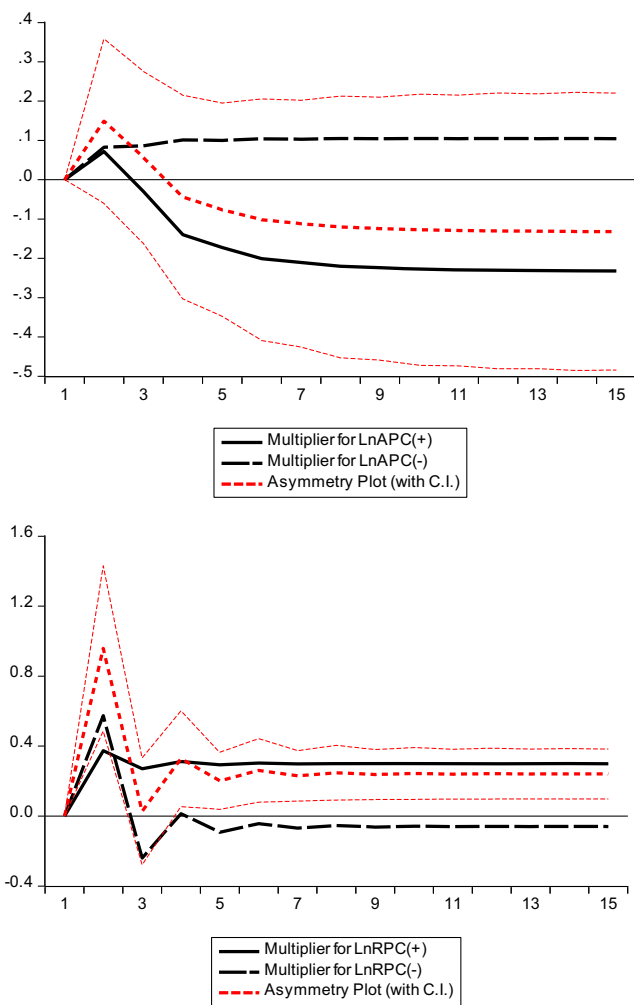 .4
.3
.2
.1
.0
-.1
-.2
-.3
-.4
-.5
1 3 5 7 9 11 13 15
Multiplier for LnAPC(+)
Multiplier for LnAPC(-)
Asymmetry Plot (with C.I.)
1.6
1.2
0.8
0.4
0.0
-0.4
1 3 5 7 9 11 13 15
Multiplier for LnRPC(+)
Multiplier for LnRPC(-)
Asymmetry Plot (with C.I.)